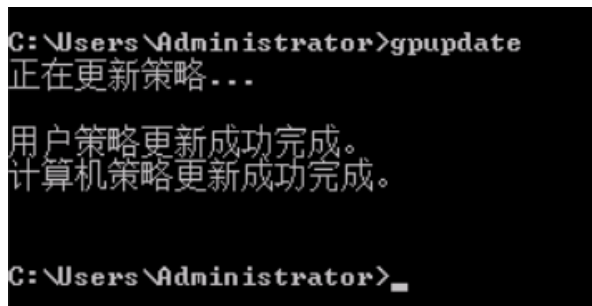 C:\Users\Administrator>gpupdate
正在更新策略...
用户策略更新成功完成。
计算机策略更新成功完成。
C:\Users\Administrator>_